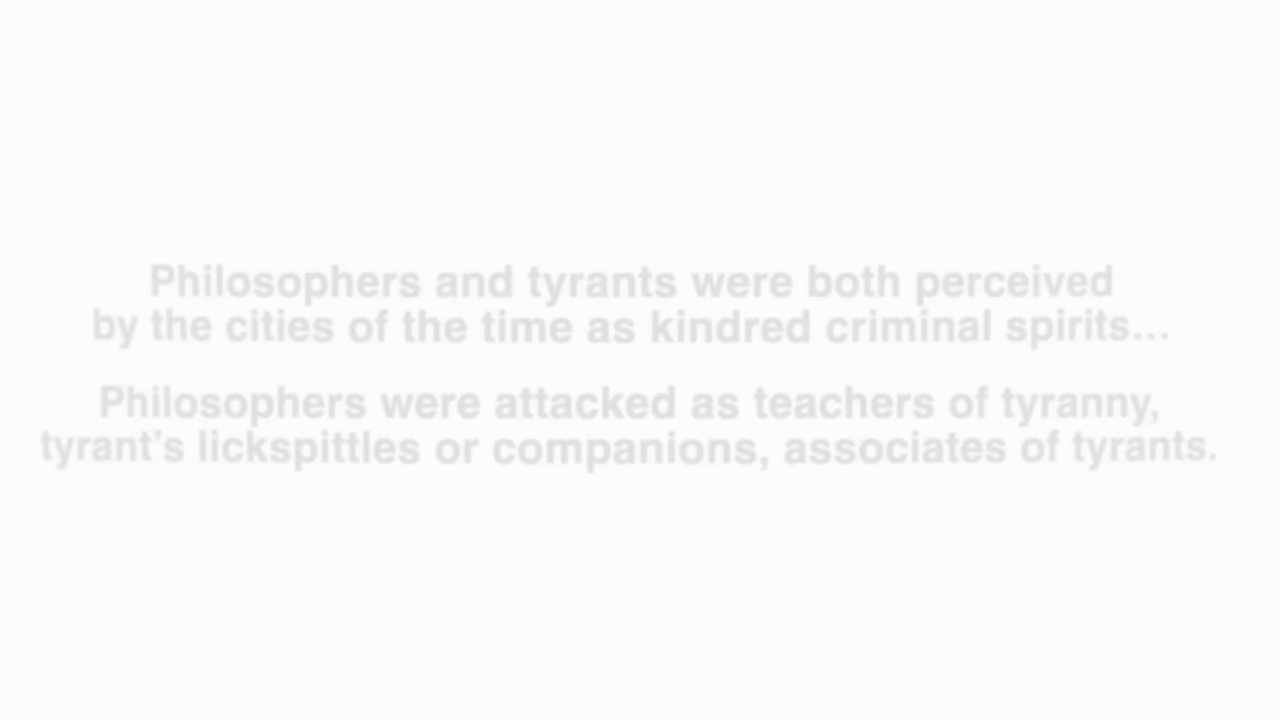 Philosophers and tyrants were both perceived
by the cities of the time as kindred criminal spirits...
Philosophers were attacked as teachers of tyranny,
tyrant’s lickspittles or companions, associates of tyrants.